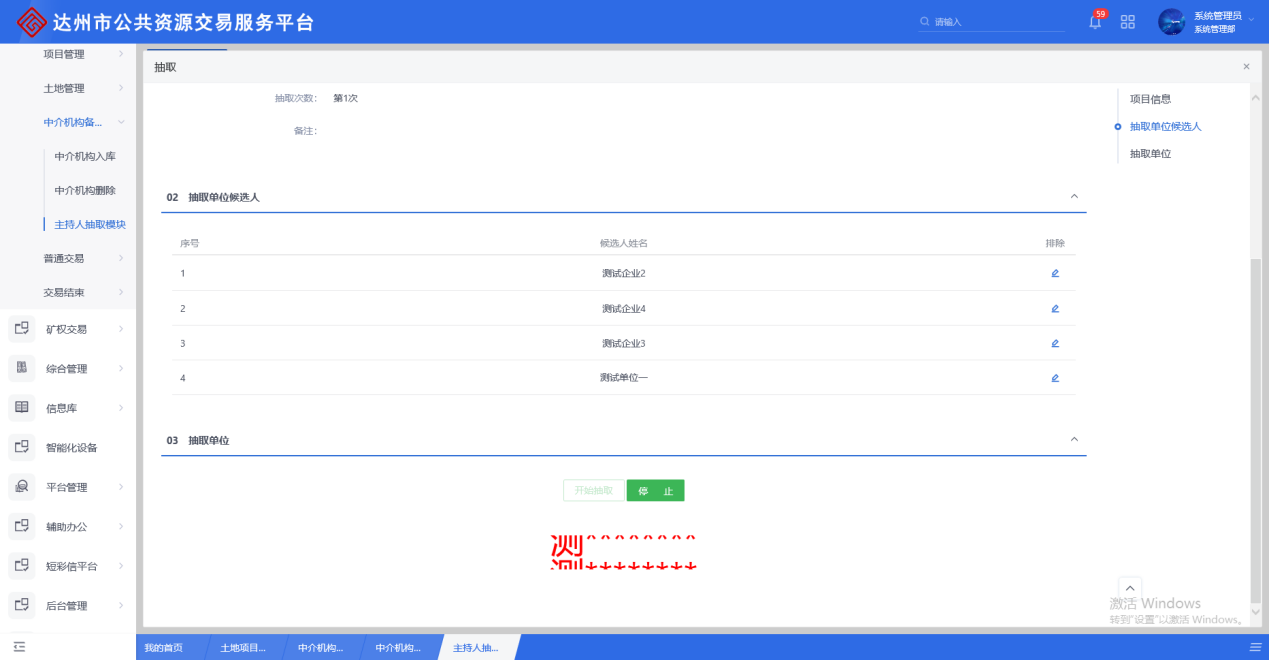 达州市公共资源交易服务平台
请输入
59
系统管理员
系统管理部
项目管理
土地管理
中介机构备...
中介机构入库
中介机构删除
主持人抽取模块
普通交易
交易结束
矿权交易
综合管理
信息库
智能化设备
平台管理
辅助办公
短彩信平台
后台管理
抽取
抽取次数： 第1次
备注：
项目信息
抽取单位候选人
抽取单位
02 抽取单位候选人
序号 候选人姓名 排除
1 测试企业2
2 测试企业4
3 测试企业3
4 测试单位一
03 抽取单位
开始抽取 停 止
测********
测********
激活 Windows
转到"设置"以激活 Windows。
我的首页 土地项目... 中介机构... 中介机构... 主持人抽...